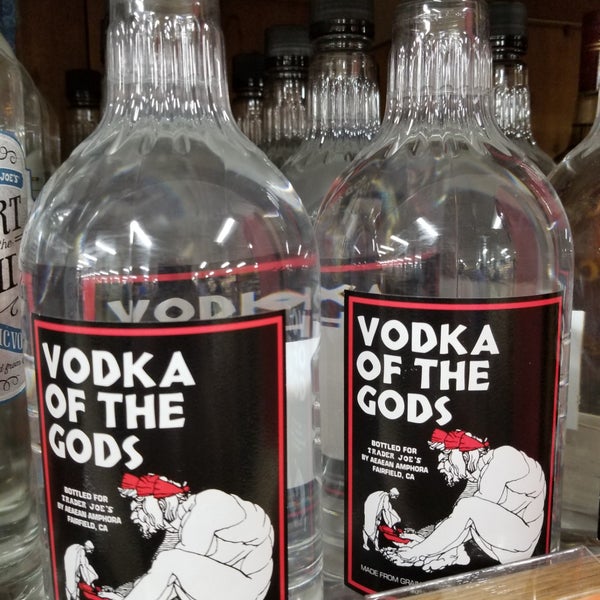 VODKA
OF THE
GODS
BOTTLED FOR
TRADER JOE'S
BY AEAEAN AMPHORA
FAIRFIELD, CA
VODKA
OF THE
GODS
BOTTLED FOR
TRADER JOE'S
BY AEAEAN AMPHORA
FAIRFIELD, CA
MADE FROM GRAIN
JOE'S